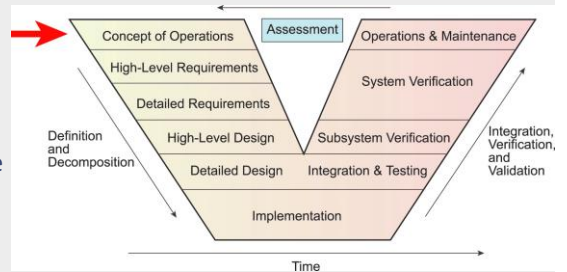 Concept of Operations
Assessment
Operations & Maintenance
High-Level Requirements
System Verification
Detailed Requirements
Definition
and
Decomposition
High-Level Design
Subsystem Verification
Integration,
Verification,
and
Validation
Detailed Design
Integration & Testing
Implementation
Time
e